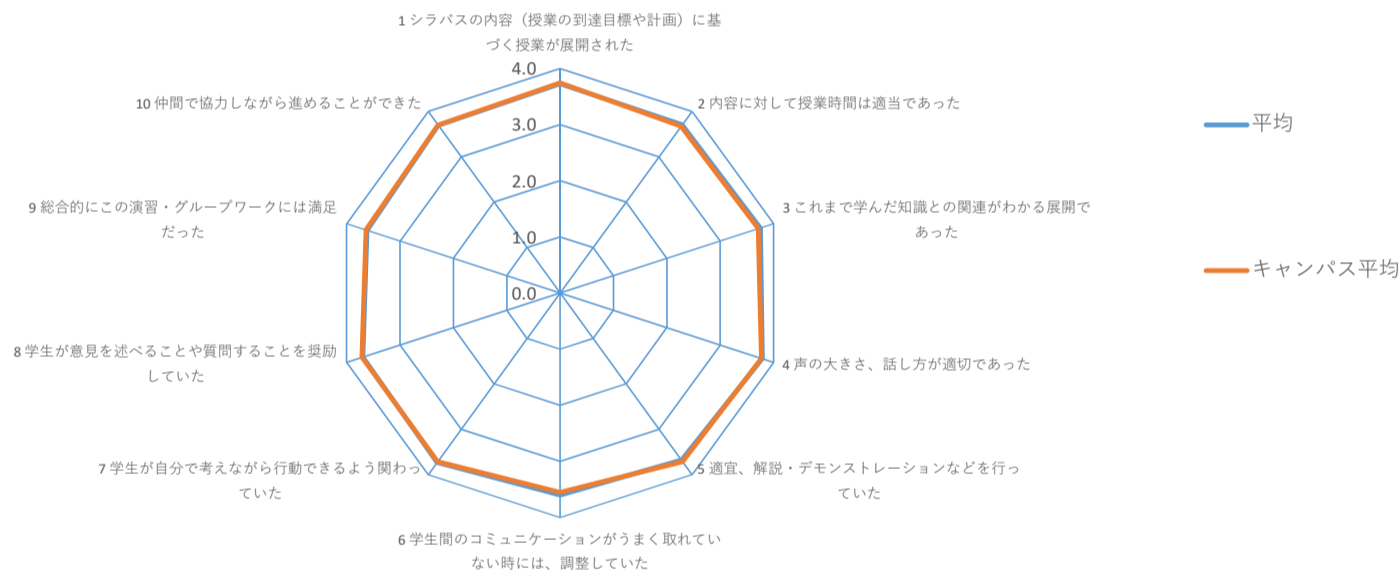 1 シラバスの内容（授業の到達目標や計画）に基
づく授業が展開された
2 内容に対して授業時間は適当であった
3 これまで学んだ知識との関連がわかる展開で
あった
4 声の大きさ、話し方が適切であった
5 適宜、解説・デモンストレーションなどを行っ
ていた
6 学生間のコミュニケーションがうまく取れてい
ない時には、調整していた
7 学生が自分で考えながら行動できるよう関わっ
ていた
8 学生が意見を述べることや質問することを奨励
していた
9 総合的にこの演習・グループワークには満足
だった
10 仲間で協力しながら進めることができた
4.0
3.0
2.0
1.0
0.0
平均
キャンパス平均